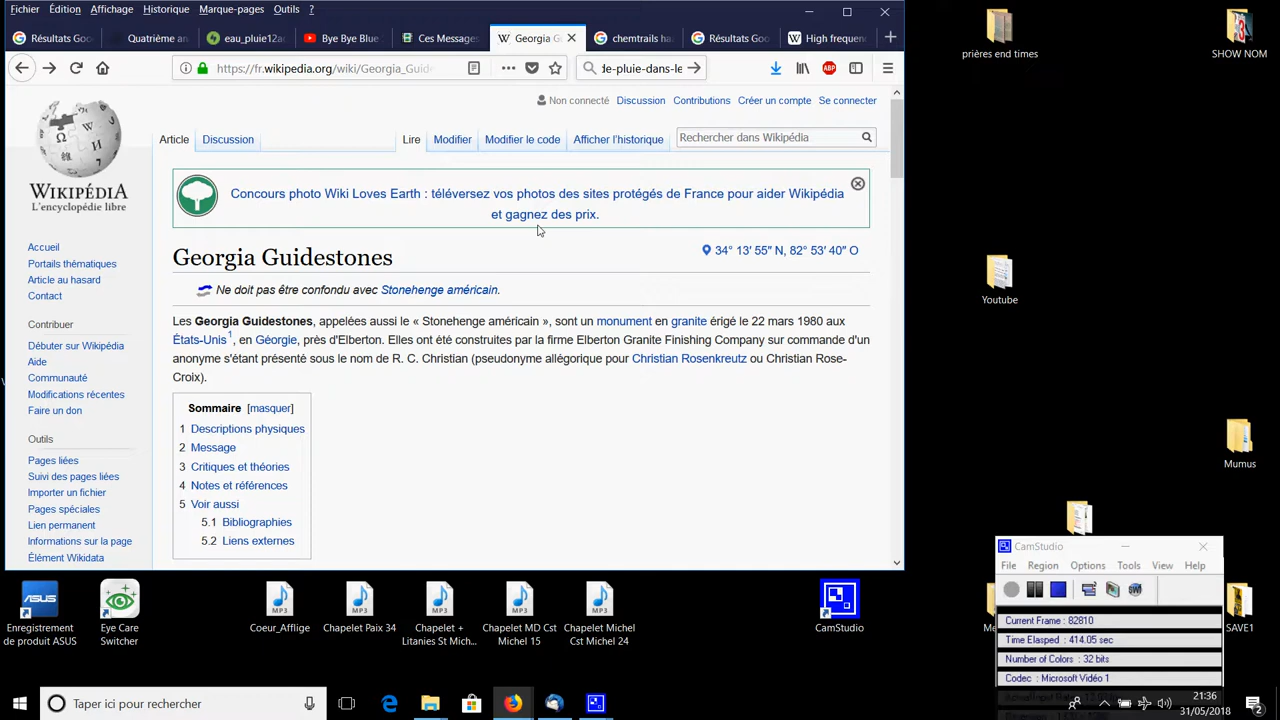 Fichier Édition Affichage Historique Marque-pages Outils ?
Résultats Goo
Quatrième an
eau_pluie12a
Bye Bye Blue
Ces Messages
Georgia G
chemtrails ha
Résultats Goo
High frequen
https://fr.wikipedia.org/wiki/Georgia_Guide
de-pluie-dans-le
ABP
Non connecté Discussion Contributions Créer un compte Se connecter
Article Discussion Lire Modifier Modifier le code Afficher l'historique
Rechercher dans Wikipédia
WIKIPÉDIA
L'encyclopédie libre
Concours photo Wiki Loves Earth : téléversez vos photos des sites protégés de France pour aider Wikipédia
et gagnez des prix.
Georgia Guidestones
34° 13′ 55″ N, 82° 53′ 40″ O
Ne doit pas être confondu avec Stonehenge américain.
Les Georgia Guidestones, appelées aussi le « Stonehenge américain », sont un monument en granite érigé le 22 mars 1980 aux
États-Unis1, en Géorgie, près d'Elberton. Elles ont été construites par la firme Elberton Granite Finishing Company sur commande d'un
anonyme s'étant présenté sous le nom de R. C. Christian (pseudonyme allégorique pour Christian Rosenkreutz ou Christian Rose-
Croix).
Sommaire [masquer]
1 Descriptions physiques
2 Message
3 Critiques et théories
4 Notes et références
5 Voir aussi
5.1 Bibliographies
5.2 Liens externes
Accueil
Portails thématiques
Article au hasard
Contact
Contribuer
Débuter sur Wikipédia
Aide
Communauté
Modifications récentes
Faire un don
Outils
Pages liées
Suivi des pages liées
Importer un fichier
Pages spéciales
Lien permanent
Informations sur la page
Élément Wikidata
prières end times
SHOW NOM
Youtube
Mumus
SAVE1
CamStudio
File Region Options Tools View Help
Current Frame : 82810
Time Elasped : 414.05 sec
Number of Colors : 32 bits
Codec : Microsoft Vidéo 1
ASUS
Enregistrement
de produit ASUS
Eye Care
Switcher
MP3
Coeur_Afflige
MP3
Chapelet Paix 34
MP3
Chapelet +
Litanies St Mich...
MP3
Chapelet MD Cst
Michel 15
MP3
Chapelet Michel
Cst Michel 24
CamStudio
Taper ici pour rechercher
21:36
31/05/2018
2